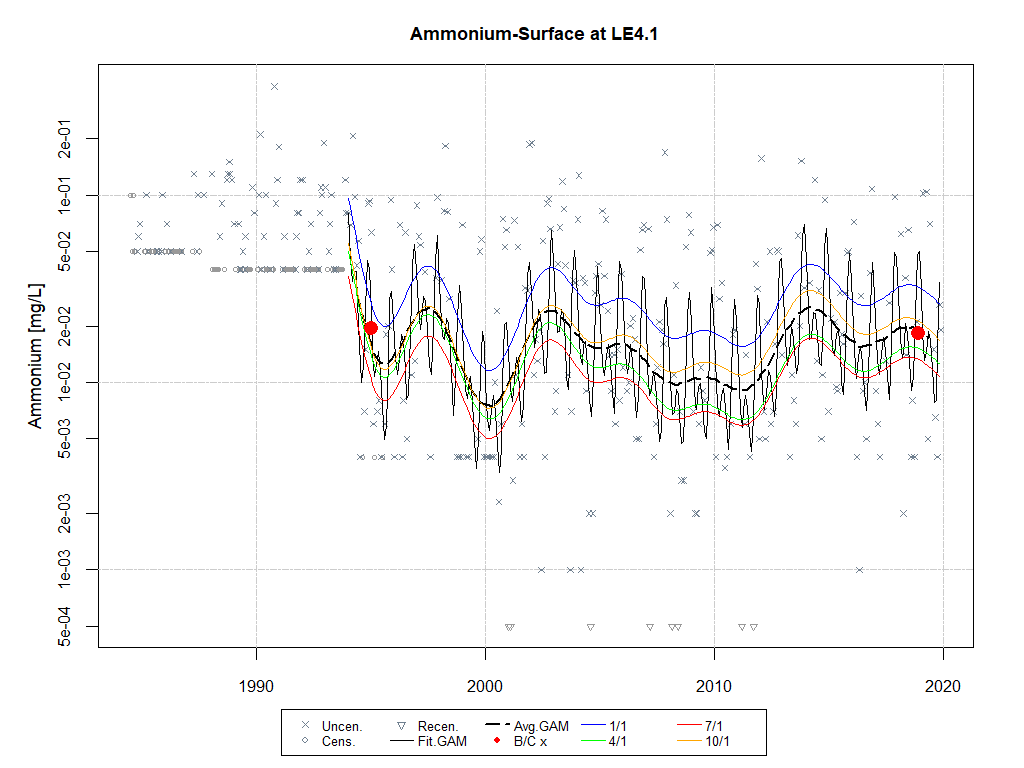 Ammonium-Surface at LE4.1
Ammonium [mg/L]
2e-01
1e-01
5e-02
2e-02
1e-02
5e-03
2e-03
1e-03
5e-04
1990 2000 2010 2020
Uncen. Recen. Avg.GAM 1/1 7/1
Cens. Fit.GAM B/C x 4/1 10/1